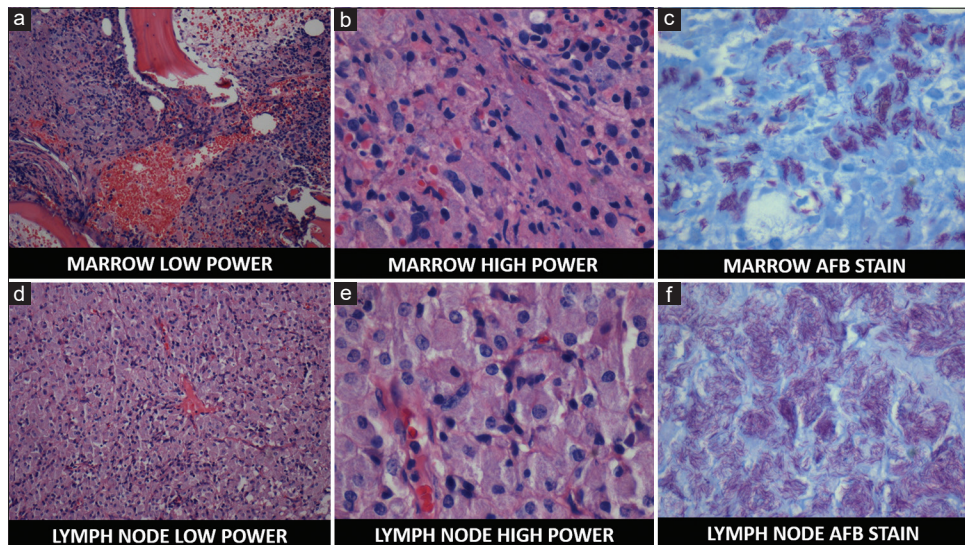 a
b
c
MARROW LOW POWER
MARROW HIGH POWER
MARROW AFB STAIN
d
e
f
LYMPH NODE LOW POWER
LYMPH NODE HIGH POWER
LYMPH NODE AFB STAIN